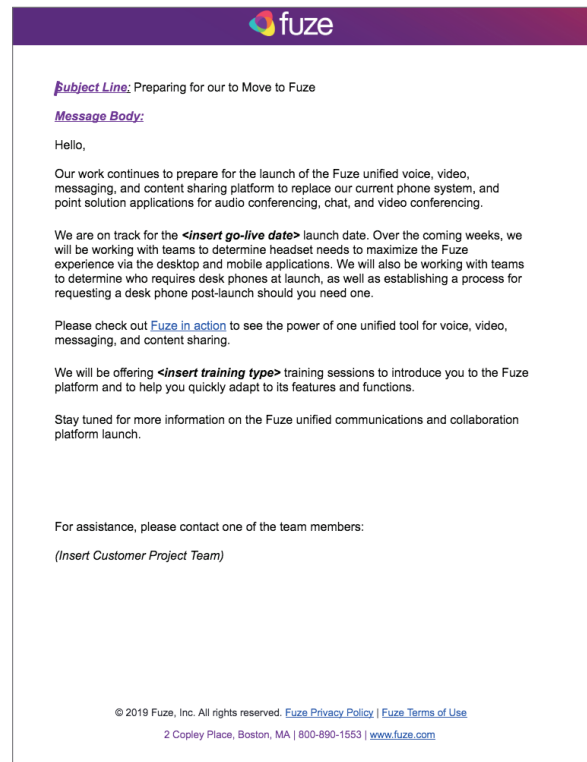 fuze
Subject Line: Preparing for our to Move to Fuze
Message Body:
Hello,
Our work continues to prepare for the launch of the Fuze unified voice, video,
messaging, and content sharing platform to replace our current phone system, and
point solution applications for audio conferencing, chat, and video conferencing.
We are on track for the <insert go-live date> launch date. Over the coming weeks, we
will be working with teams to determine headset needs to maximize the Fuze
experience via the desktop and mobile applications. We will also be working with teams
to determine who requires desk phones at launch, as well as establishing a process for
requesting a desk phone post-launch should you need one.
Please check out Fuze in action to see the power of one unified tool for voice, video,
messaging, and content sharing.
We will be offering <insert training type> training sessions to introduce you to the Fuze
platform and to help you quickly adapt to its features and functions.
Stay tuned for more information on the Fuze unified communications and collaboration
platform launch.
For assistance, please contact one of the team members:
(Insert Customer Project Team)
© 2019 Fuze, Inc. All rights reserved. Fuze Privacy Policy | Fuze Terms of Use
2 Copley Place, Boston, MA | 800-890-1553 | www.fuze.com